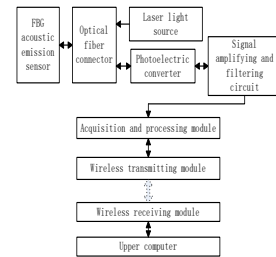 Laser light
source
FBG
acoustic
emission
sensor
Optical
fiber
connector
Photoelectric
converter
Signal
amplifying and
filtering
circuit
Acquisition and processing module
Wireless transmitting module
Wireless receiving module
Upper computer